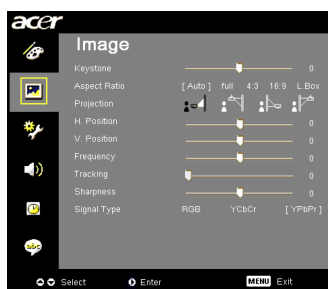 acer
Image
Keystone 0
Aspect Ratio [ Auto ] full 4:3 16:9 L.Box
Projection
H. Position 0
V. Position 0
Frequency 0
Tracking 0
Sharpness 0
Signal Type RGB YCbCr [ YPbPr ]
abc
Select Enter MENU Exit